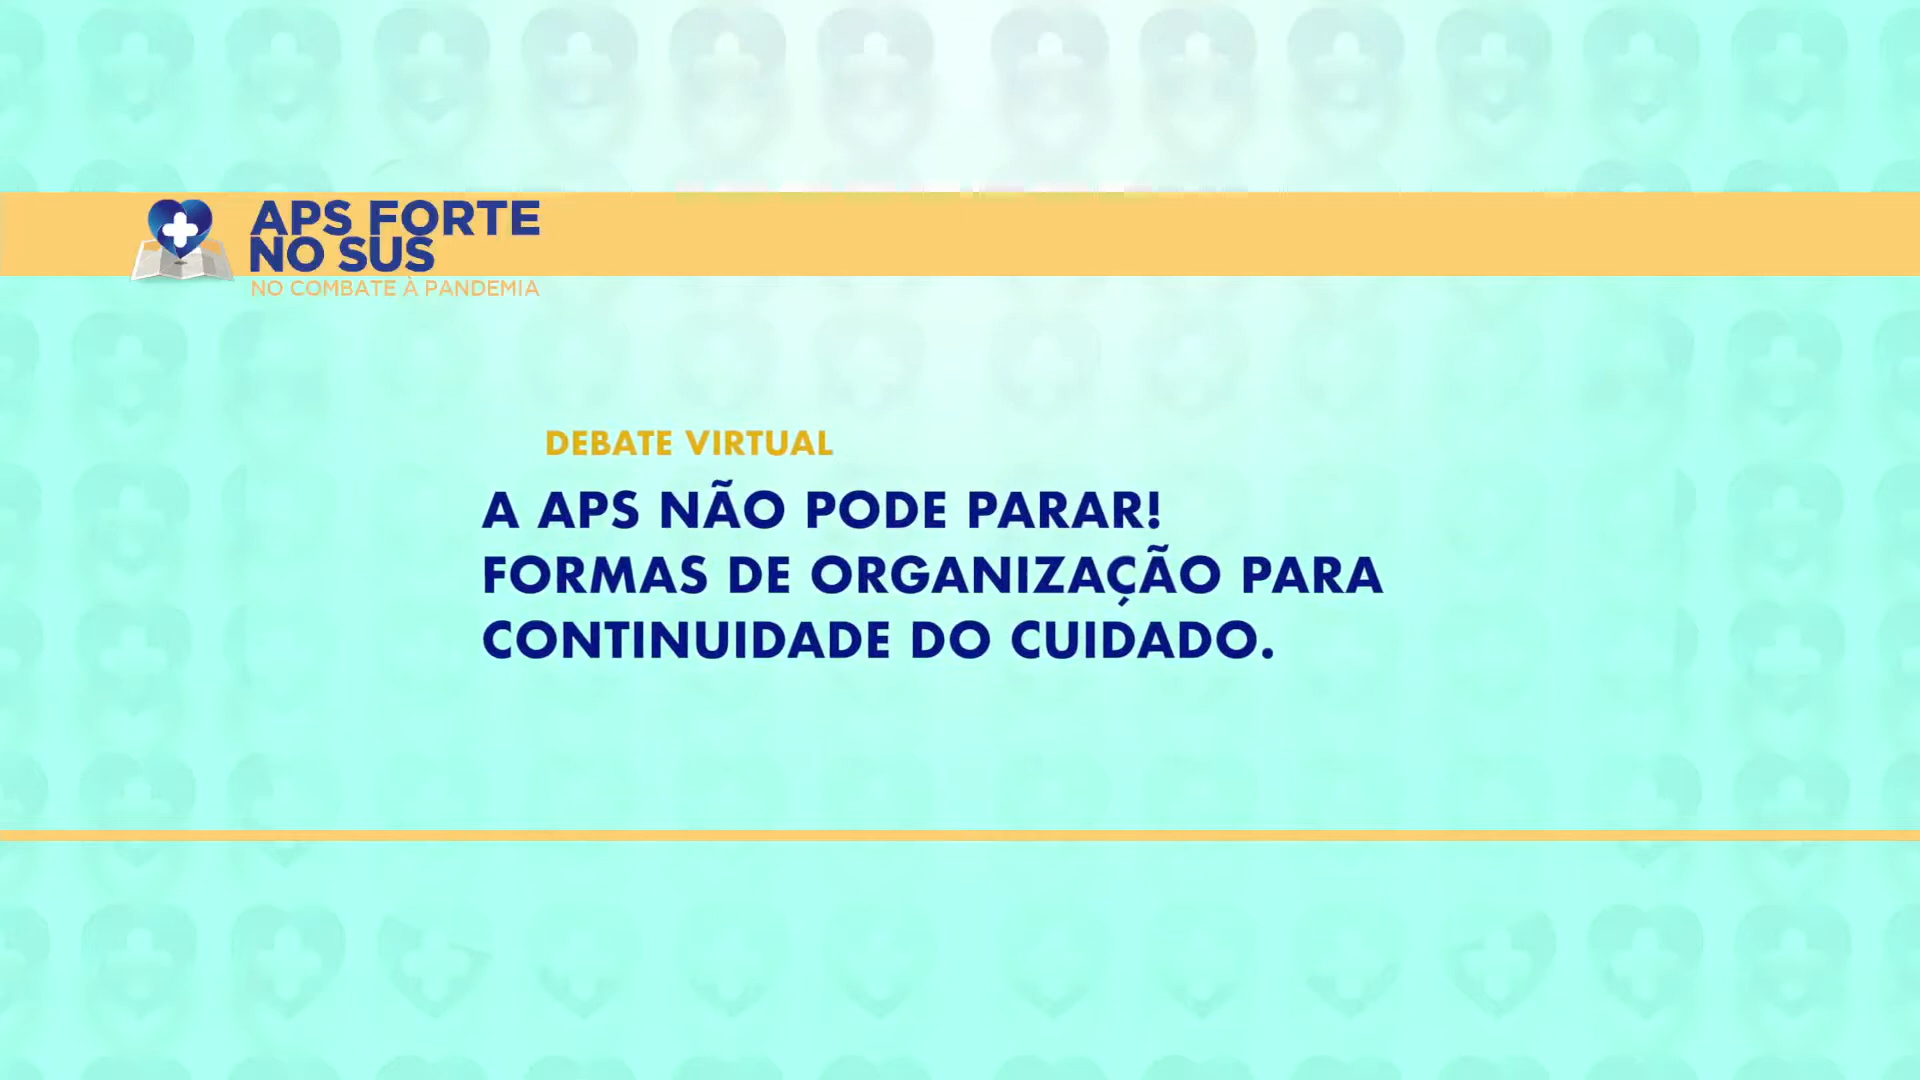 APS FORTE
NO SUS
NO COMBATE À PANDEMIA
DEBATE VIRTUAL
A APS NÃO PODE PARAR!
FORMAS DE ORGANIZAÇÃO PARA
CONTINUIDADE DO CUIDADO.